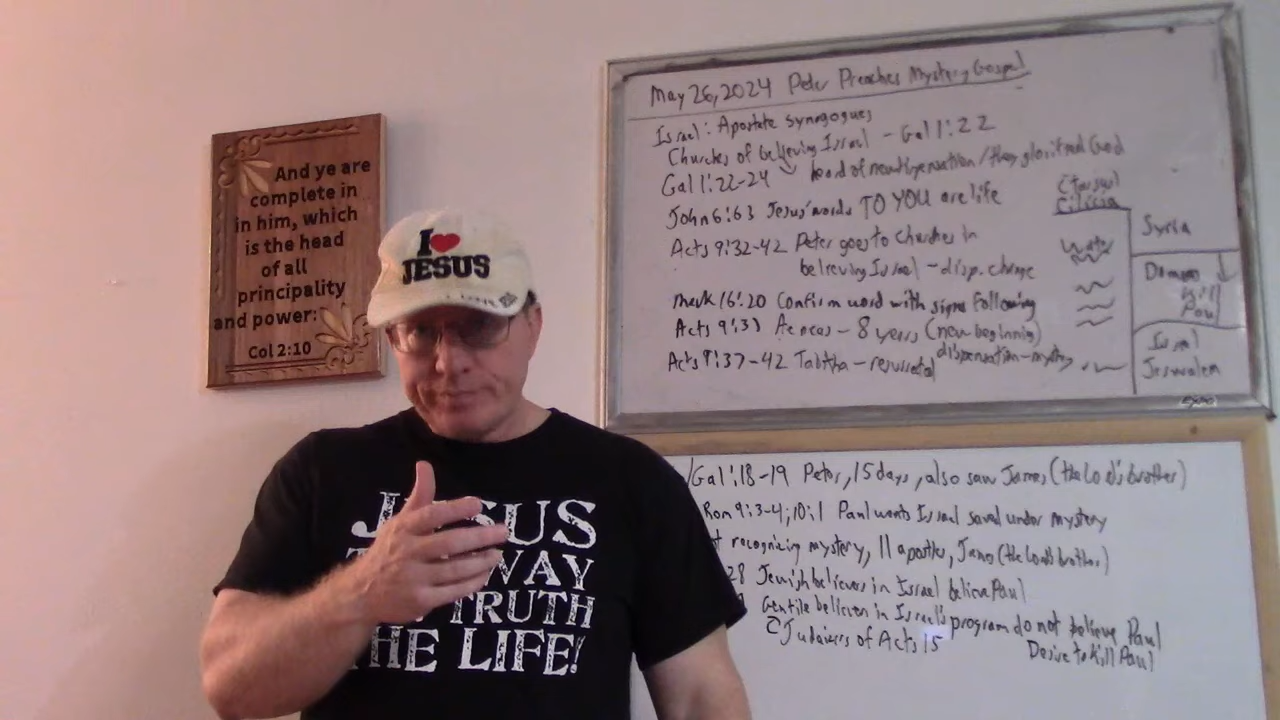 And ye are
complete in
in him, which
is the head
of all
principality
and power:
Col 2:10
I
JESUS
JESUS
WAY
TRUTH
THE LIFE!
May 26, 2024 Peter Preaches Mystery Gospel
Israel: Apostate synagogues
Churches of believing Israel - Gal 1:22
Gal 1:22-24 heard of new dispensation / they glorified God
John 6:63 Jesus' words TO YOU are life
Acts 9:32-42 Peter goes to churches in
believing Israel - disp. change
Mark 16:20 Confirm word with signs following
Acts 9:33 Aeneas - 8 years (new beginning)
dispensation-mystery
Acts 9:37-42 Tabitha - resurrected
(Tarsus)
Cilicia
Water
Syria
Kill
Paul
Israel
Jerusalem
EXPO
Gal 1:18-19 Peter, 15 days, also saw James (the Lord's brother)
Rom 9:3-4; 10:1 Paul wants Israel saved under mystery
recognizing mystery, 11 apostles, James (the Lord's brother)
28 Jewish believers in Israel believe Paul
Gentile believers in Israel's program do not believe Paul
Judaizers of Acts 15
Desire to Kill Paul